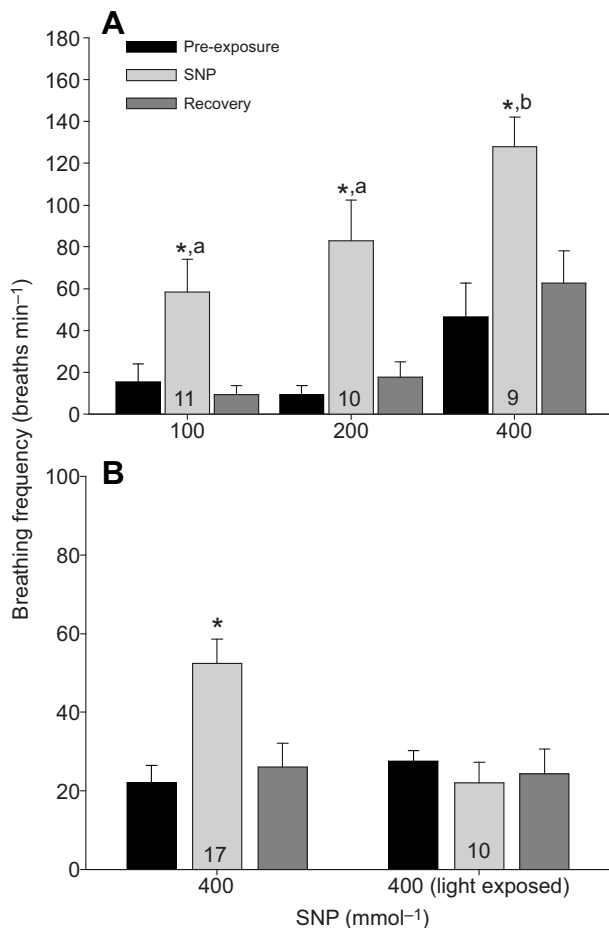 A
Pre-exposure
SNP
Recovery
180
160
140
120
100
80
60
40
20
0
*,a
*,a
*,b
11
10
9
100
200
400
Breathing frequency (breaths min⁻¹)
B
100
80
60
40
20
0
*
17
10
400
400 (light exposed)
SNP (mmol⁻¹)